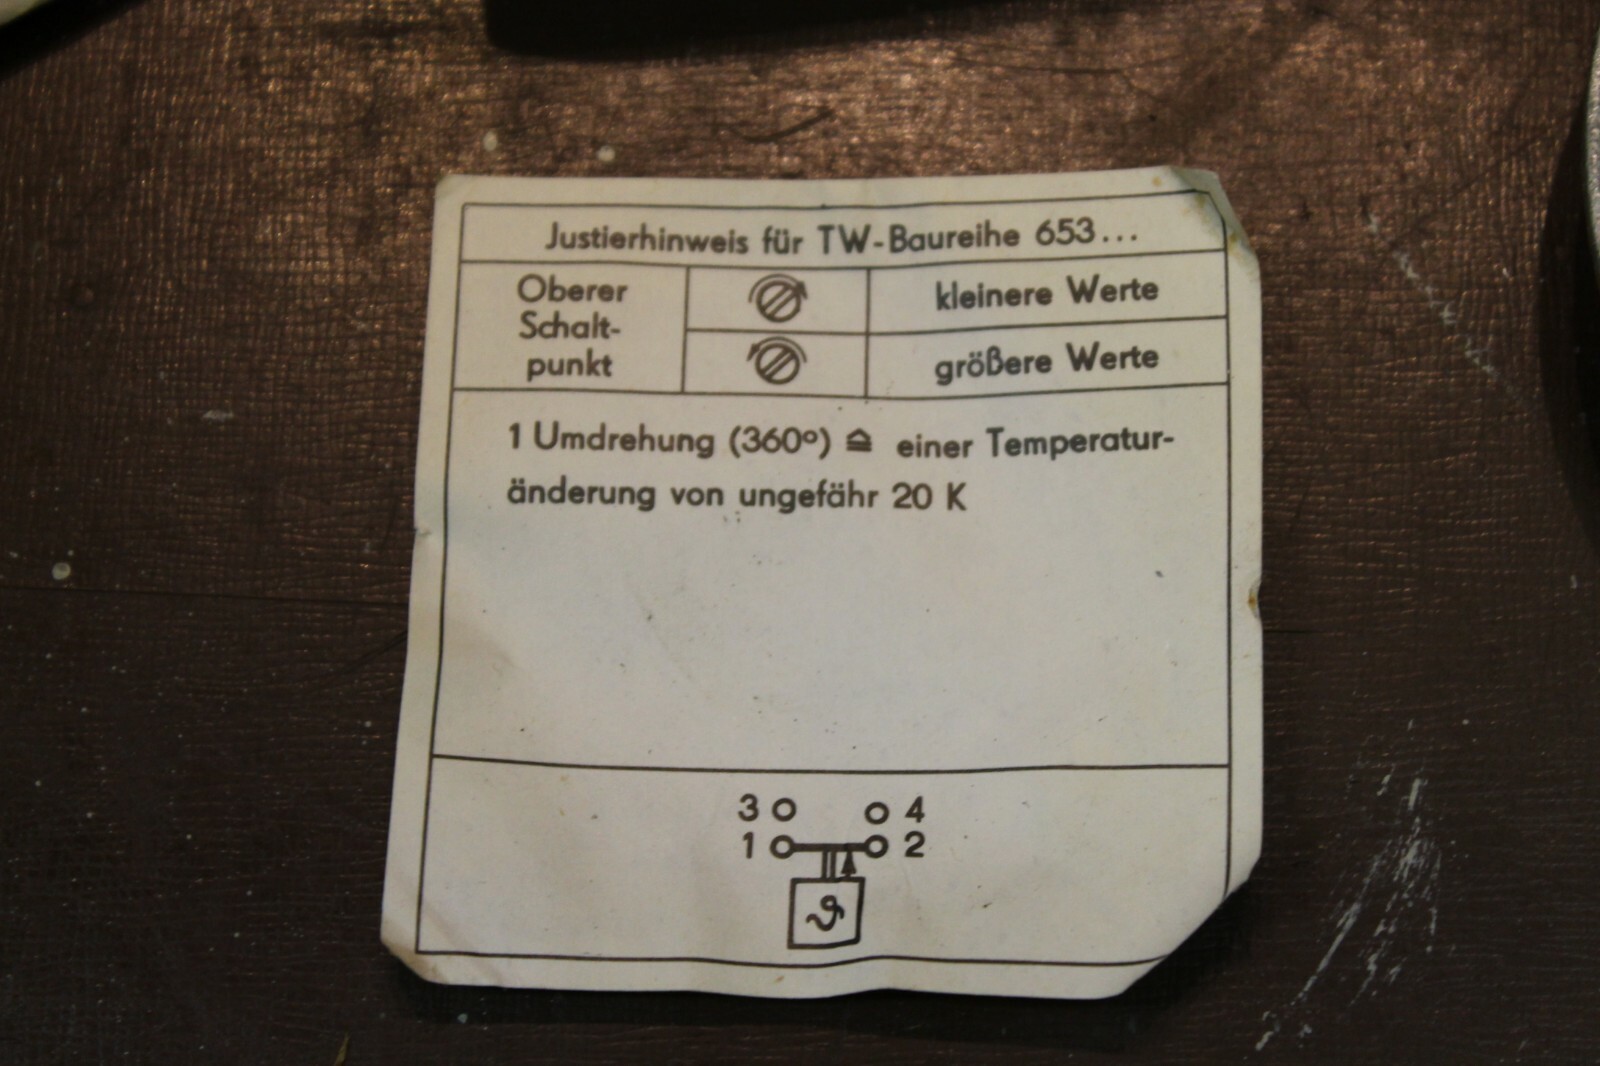 Justierhinweis für TW-Baureihe 653...
Oberer
Schalt-
punkt
kleinere Werte
größere Werte
1 Umdrehung (360°) ≙ einer Temperatur-
änderung von ungefähr 20 K
3 4
1 2
ϑ